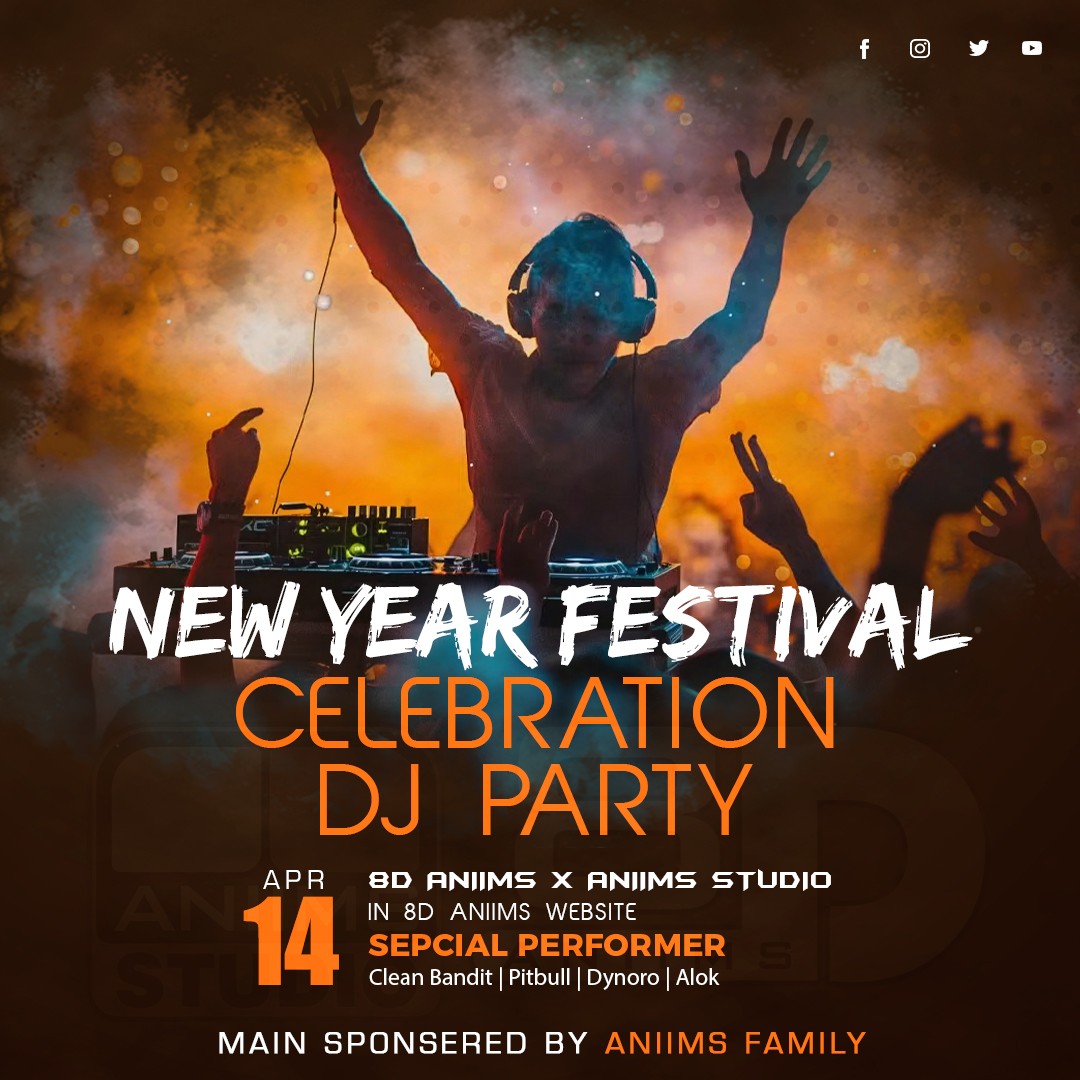 NEW YEAR FESTIVAL
CELEBRATION
DJ PARTY
APR
14
8D ANIIMS X ANIIMS STUDIO
IN 8D ANIIMS WEBSITE
SEPCIAL PERFORMER
Clean Bandit | Pitbull | Dynoro | Alok
MAIN SPONSERED BY ANIIMS FAMILY